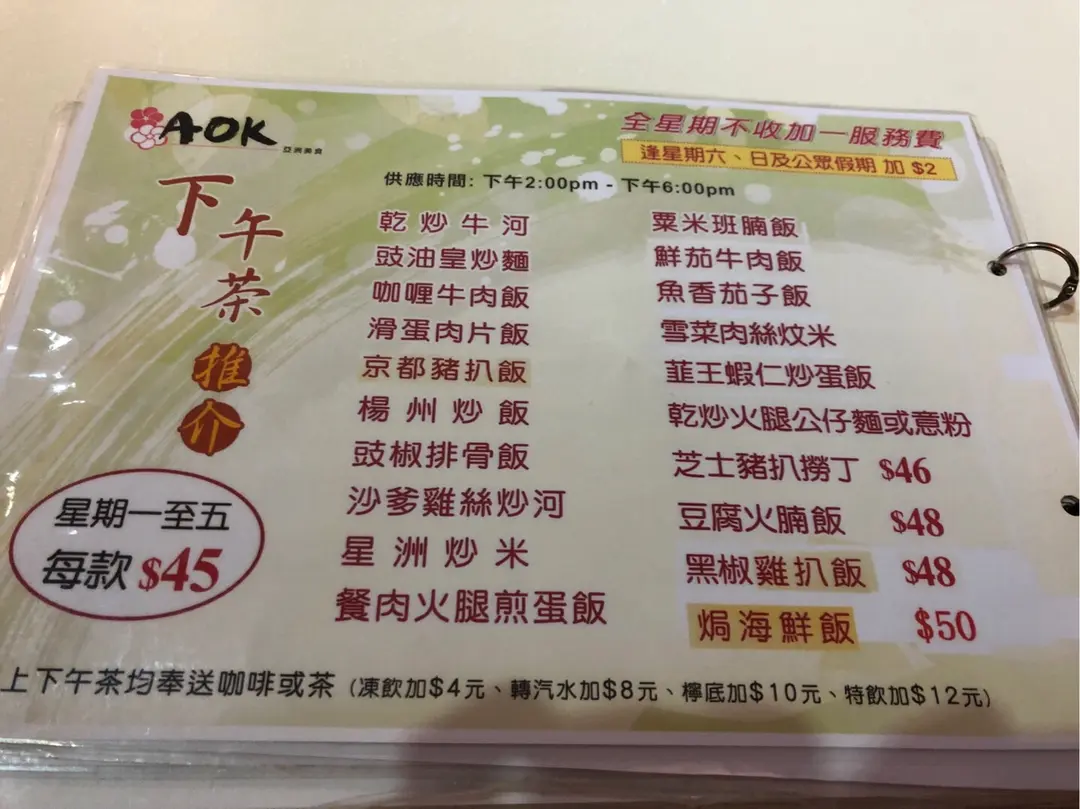 AOK
亞洲美食
全星期不收加一服務費
逢星期六、日及公眾假期 加 $2
供應時間: 下午2:00pm - 下午6:00pm
下午茶
推介
星期一至五
每款 $45
乾炒牛河
豉油皇炒麵
咖喱牛肉飯
滑蛋肉片飯
京都豬扒飯
楊州炒飯
豉椒排骨飯
沙爹雞絲炒河
星洲炒米
餐肉火腿煎蛋飯
粟米班腩飯
鮮茄牛肉飯
魚香茄子飯
雪菜肉絲炆米
韮王蝦仁炒蛋飯
乾炒火腿公仔麵或意粉
芝士豬扒撈丁 $46
豆腐火腩飯 $48
黑椒雞扒飯 $48
焗海鮮飯 $50
上下午茶均奉送咖啡或茶 (凍飲加$4元、轉汽水加$8元、檸底加$10元、特飲加$12元)